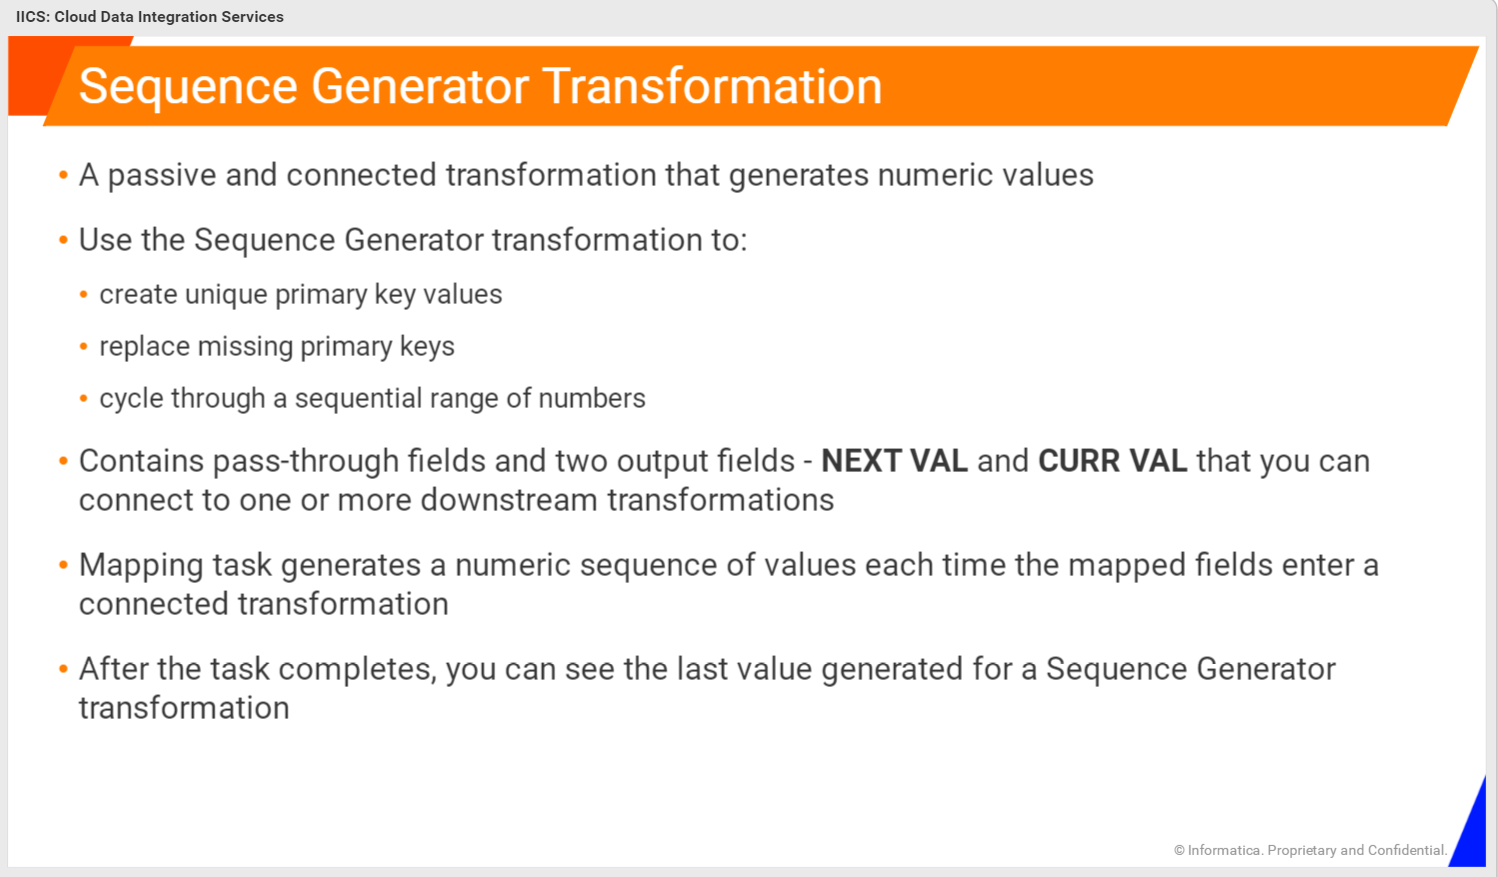 IICS: Cloud Data Integration Services
Sequence Generator Transformation
• A passive and connected transformation that generates numeric values
• Use the Sequence Generator transformation to:
• create unique primary key values
• replace missing primary keys
• cycle through a sequential range of numbers
• Contains pass-through fields and two output fields - NEXT VAL and CURR VAL that you can
connect to one or more downstream transformations
• Mapping task generates a numeric sequence of values each time the mapped fields enter a
connected transformation
• After the task completes, you can see the last value generated for a Sequence Generator
transformation
© Informatica. Proprietary and Confidential.